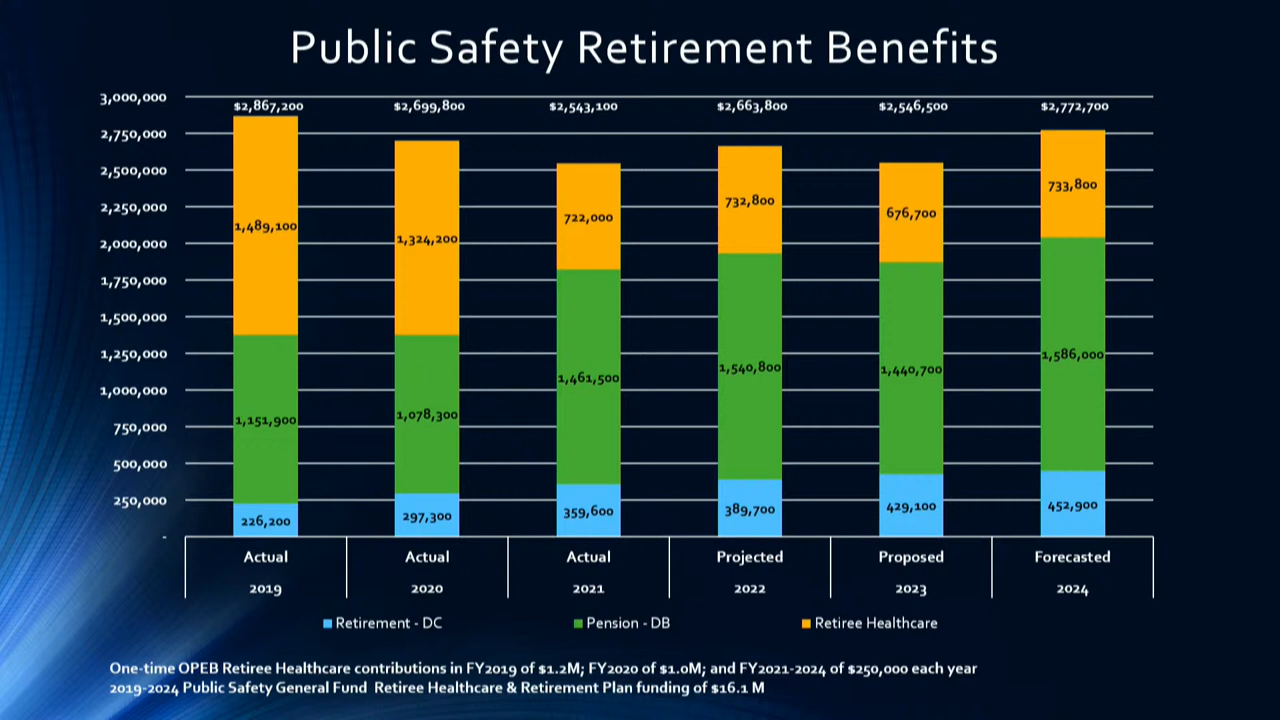 Public Safety Retirement Benefits
3,000,000
2,750,000
2,500,000
2,250,000
2,000,000
1,750,000
1,500,000
1,250,000
1,000,000
750,000
500,000
250,000
-
$2,867,200 $2,699,800 $2,543,100 $2,663,800 $2,546,500 $2,772,700
1,489,100 1,324,200 722,000 732,800 676,700 733,800
1,151,900 1,078,300 1,461,500 1,540,800 1,440,700 1,586,000
226,200 297,300 359,600 389,700 429,100 452,900
Actual Actual Actual Projected Proposed Forecasted
2019 2020 2021 2022 2023 2024
Retirement - DC Pension - DB Retiree Healthcare
One-time OPEB Retiree Healthcare contributions in FY2019 of $1.2M; FY2020 of $1.0M; and FY2021-2024 of $250,000 each year
2019-2024 Public Safety General Fund Retiree Healthcare & Retirement Plan funding of $16.1 M